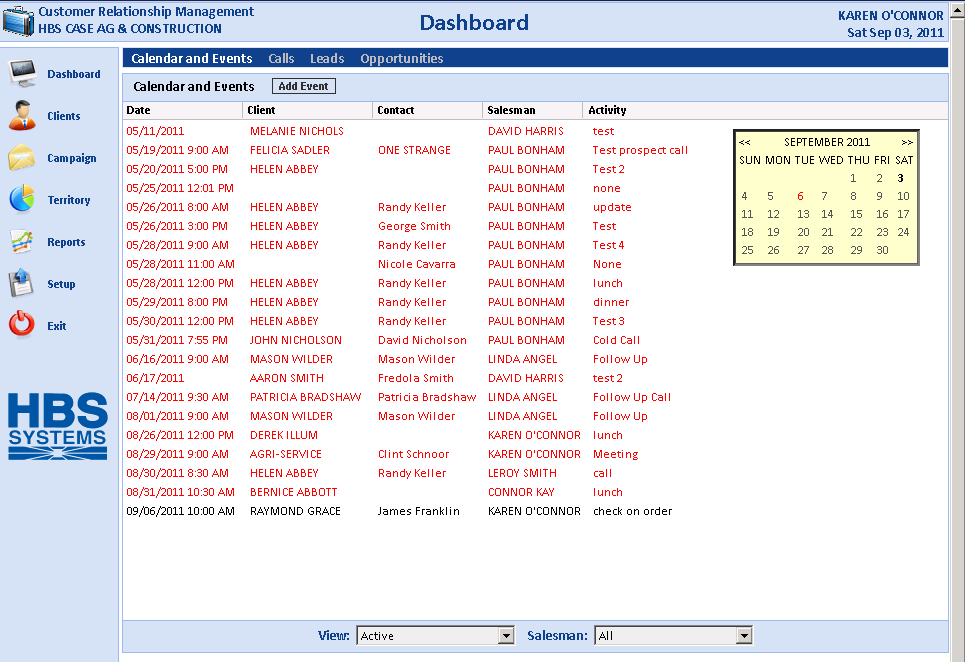 Customer Relationship Management
HBS CASE AG & CONSTRUCTION
Dashboard
KAREN O'CONNOR
Sat Sep 03, 2011
Dashboard
Clients
Campaign
Territory
Reports
Setup
Exit
HBS
SYSTEMS
Calendar and Events Calls Leads Opportunities
Calendar and Events Add Event
Date Client Contact Salesman Activity
05/11/2011 MELANIE NICHOLS DAVID HARRIS test
05/19/2011 9:00 AM FELICIA SADLER ONE STRANGE PAUL BONHAM Test prospect call
05/20/2011 5:00 PM HELEN ABBEY PAUL BONHAM Test 2
05/25/2011 12:01 PM PAUL BONHAM none
05/26/2011 8:00 AM HELEN ABBEY Randy Keller PAUL BONHAM update
05/26/2011 3:00 PM HELEN ABBEY George Smith PAUL BONHAM Test
05/28/2011 9:00 AM HELEN ABBEY Randy Keller PAUL BONHAM Test 4
05/28/2011 11:00 AM Nicole Cavarra PAUL BONHAM None
05/28/2011 12:00 PM HELEN ABBEY Randy Keller PAUL BONHAM lunch
05/29/2011 8:00 PM HELEN ABBEY Randy Keller PAUL BONHAM dinner
05/30/2011 12:00 PM HELEN ABBEY Randy Keller PAUL BONHAM Test 3
05/31/2011 7:55 PM JOHN NICHOLSON David Nicholson PAUL BONHAM Cold Call
06/16/2011 9:00 AM MASON WILDER Mason Wilder LINDA ANGEL Follow Up
06/17/2011 AARON SMITH Fredola Smith DAVID HARRIS test 2
07/14/2011 9:30 AM PATRICIA BRADSHAW Patricia Bradshaw LINDA ANGEL Follow Up Call
08/01/2011 9:00 AM MASON WILDER Mason Wilder LINDA ANGEL Follow Up
08/26/2011 12:00 PM DEREK ILLUM KAREN O'CONNOR lunch
08/29/2011 9:00 AM AGRI-SERVICE Clint Schnoor KAREN O'CONNOR Meeting
08/30/2011 8:30 AM HELEN ABBEY Randy Keller LEROY SMITH call
08/31/2011 10:30 AM BERNICE ABBOTT CONNOR KAY lunch
09/06/2011 10:00 AM RAYMOND GRACE James Franklin KAREN O'CONNOR check on order
<< SEPTEMBER 2011 >>
SUN MON TUE WED THU FRI SAT
1 2 3
4 5 6 7 8 9 10
11 12 13 14 15 16 17
18 19 20 21 22 23 24
25 26 27 28 29 30
View: Active Salesman: All